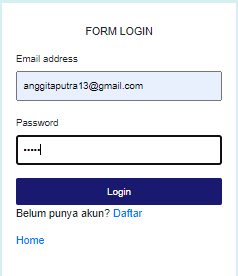 FORM LOGIN
Email address
anggitaputra13@gmail.com
Password
•••••
Login
Belum punya akun? Daftar
Home